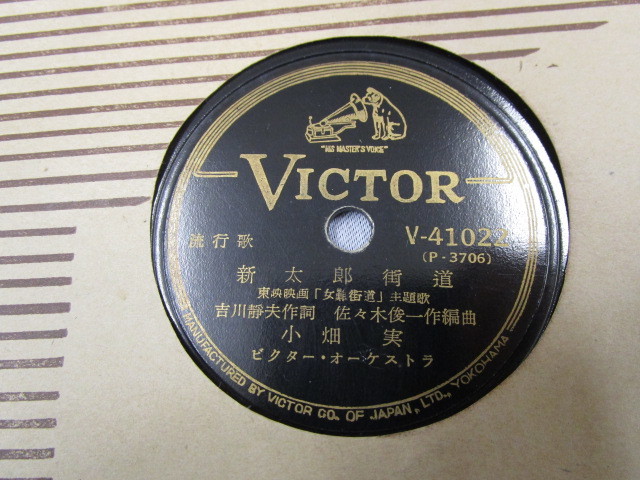 "HIS MASTER'S VOICE"
VICTOR
流行歌
V-41022
(P-3706)
新太郎街道
東映映画「女難街道」主題歌
吉川靜夫作詞 佐々木俊一作編曲
小畑 実
ビクター・オーケストラ
MANUFACTURED BY VICTOR CO. OF JAPAN, LTD., YOKOHAMA